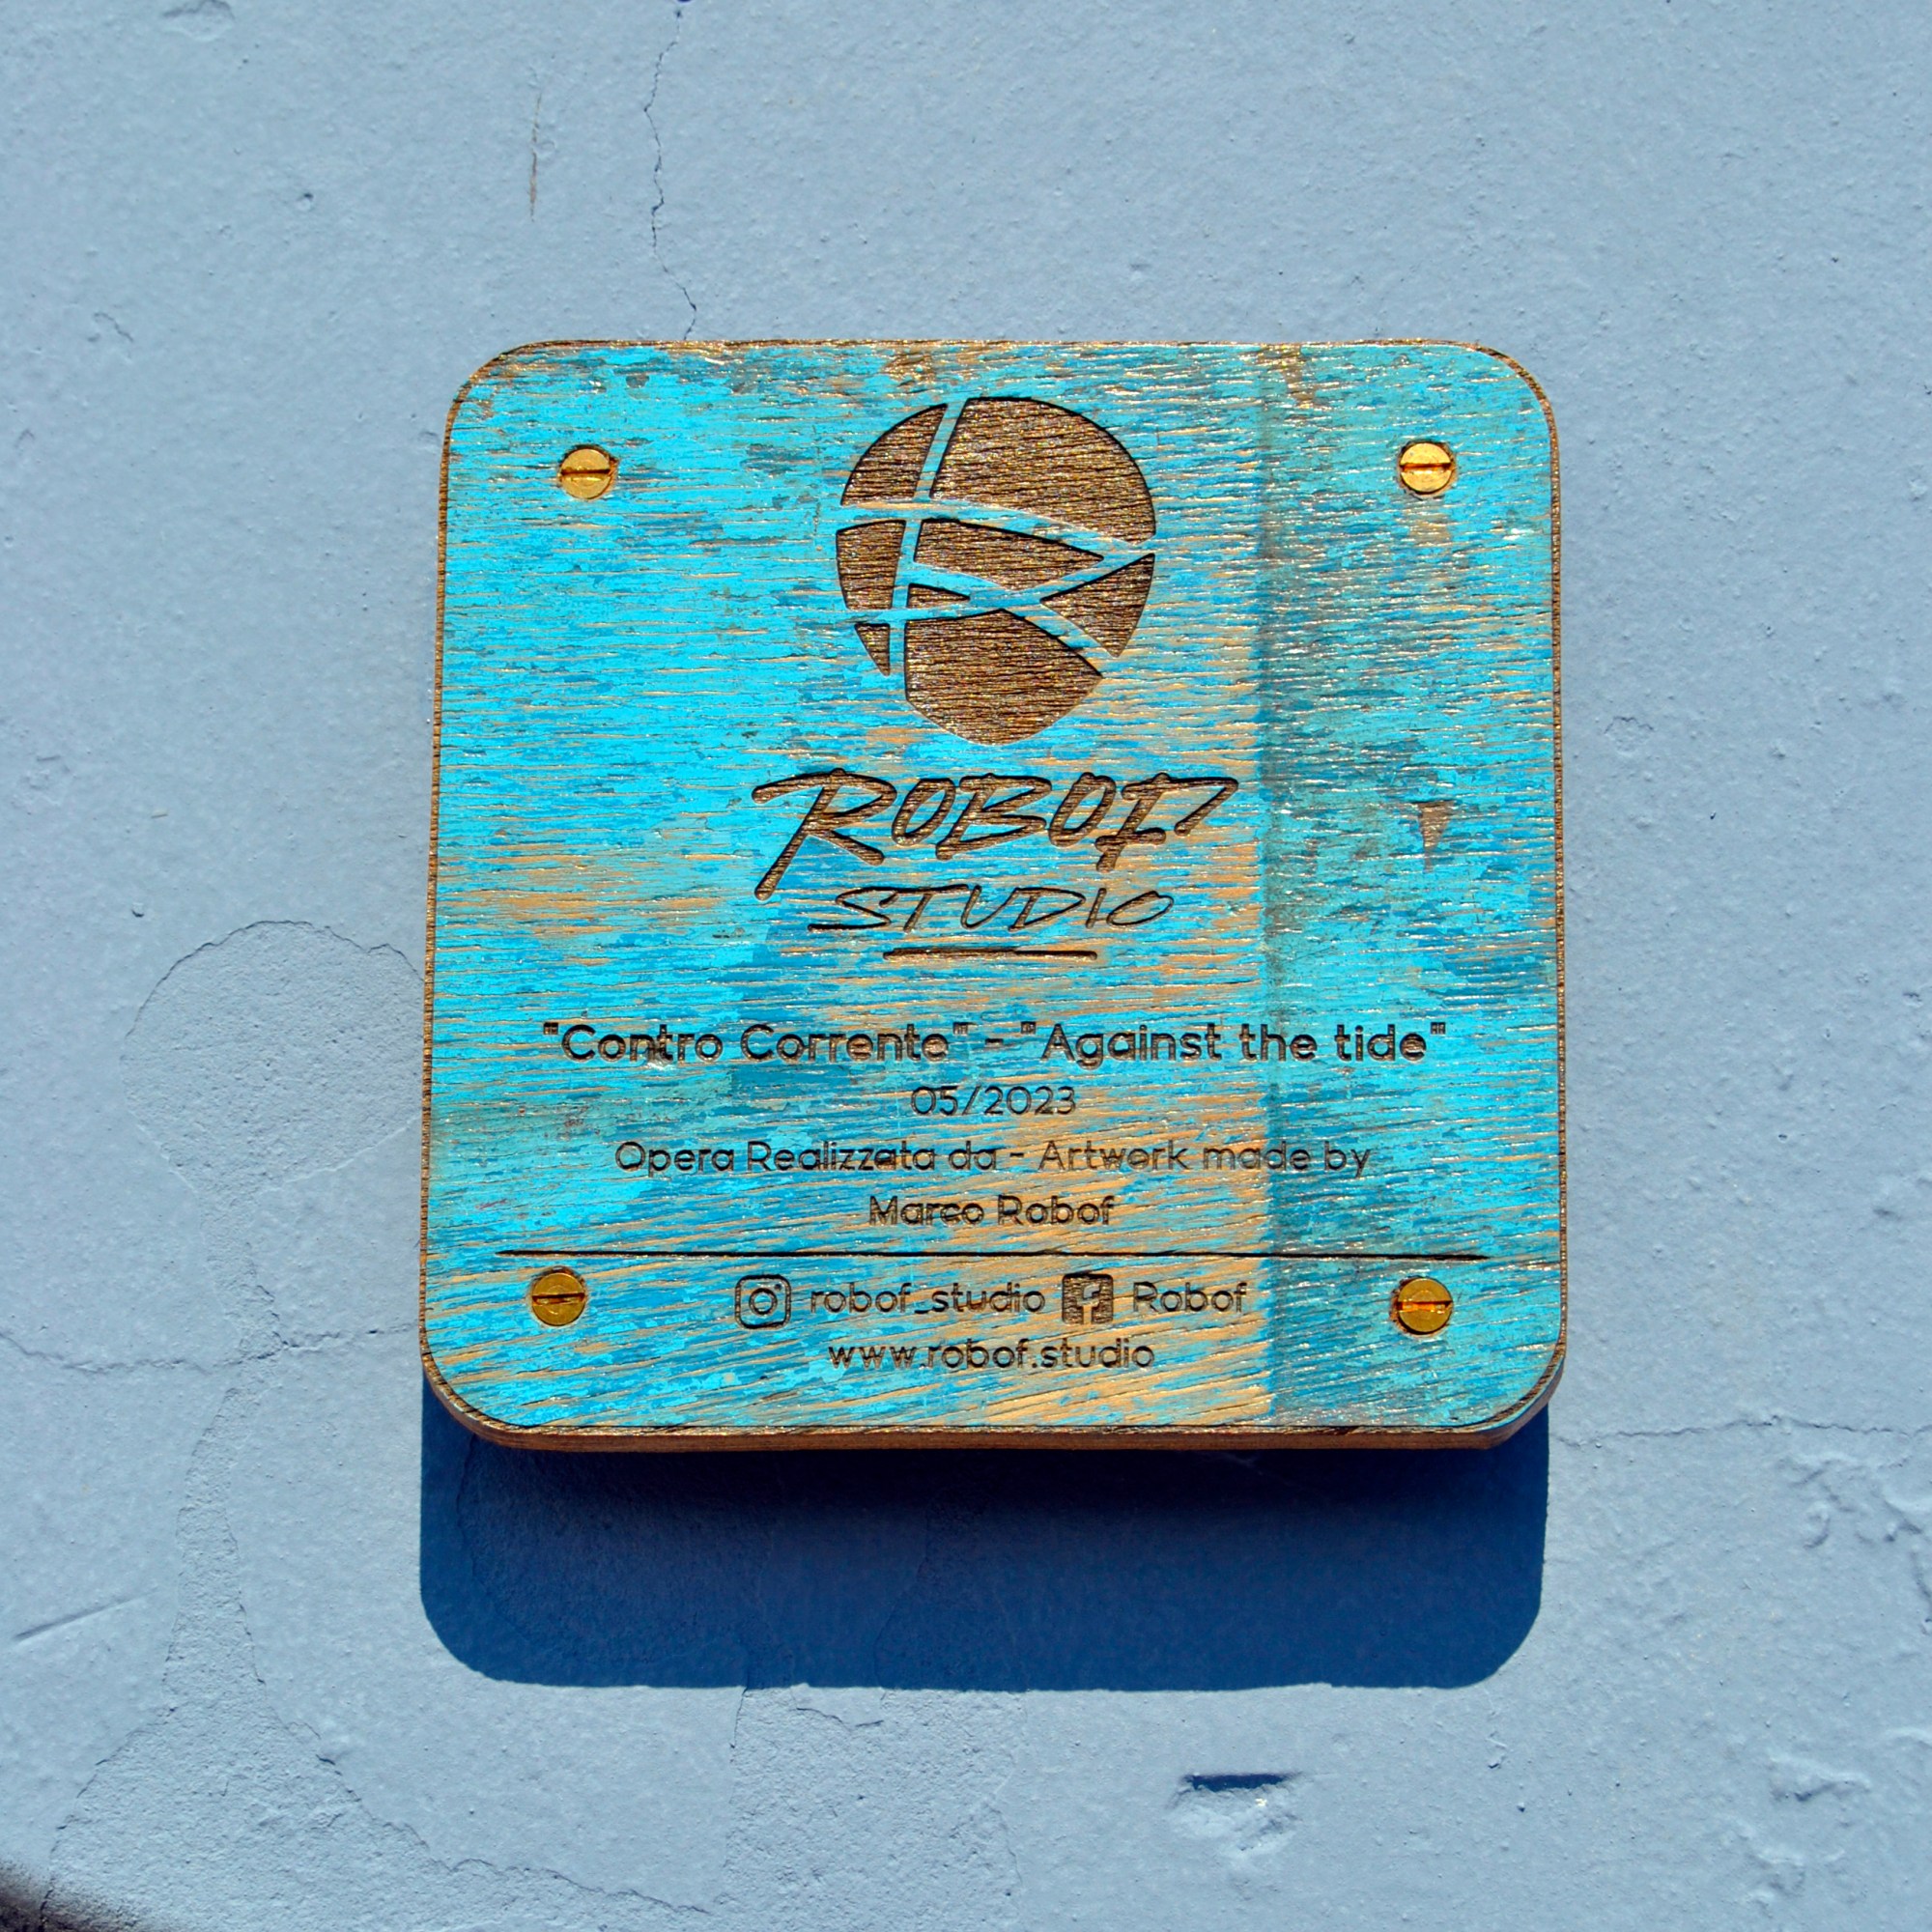 ROBOF
STUDIO
"Contro Corrente" - "Against the tide"
05/2023
Opera Realizzata da - Artwork made by
Marco Robof
robof_studio Robof
www.robof.studio